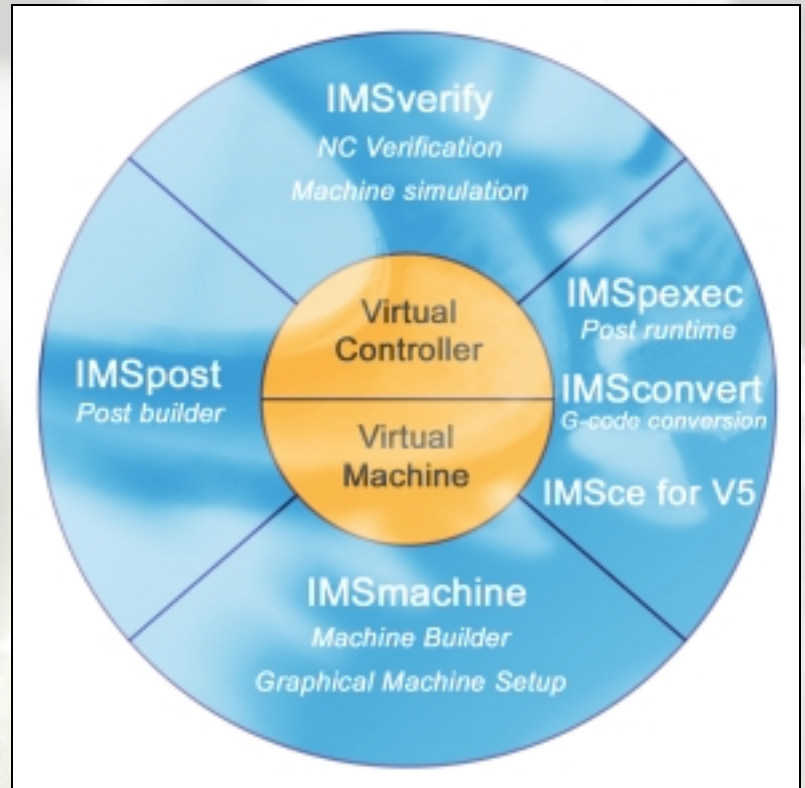 IMSverify
NC Verification
Machine simulation
IMSpost
Post builder
Virtual
Controller
Virtual
Machine
IMSpexec
Post runtime
IMSconvert
G-code conversion
IMSce for V5
IMSmachine
Machine Builder
Graphical Machine Setup